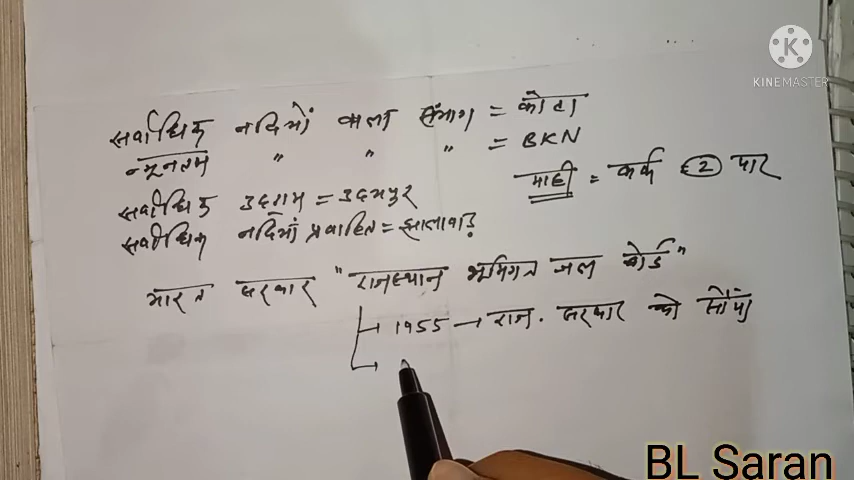 सर्वाधिक नदियों वाला संभाग = कोटा
न्यूनतम " " " = BKN
माही = कर्क 2 पार
सर्वाधिक उद्गम = उदयपुर
सर्वाधिक नदियाँ प्रवाहित = झालावाड़
भारत सरकार "राजस्थान भूमिगत जल बोर्ड"
→ 1955 → राज. सरकार को सौंपा
K
KINEMASTER
BL Saran